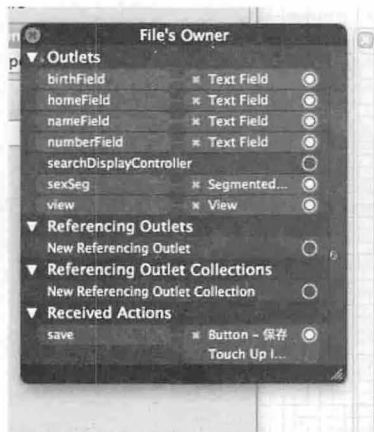 File's Owner
▼ Outlets
birthField × Text Field
homeField × Text Field
nameField × Text Field
numberField × Text Field
searchDisplayController
sexSeg × Segmented...
view × View
▼ Referencing Outlets
New Referencing Outlet
▼ Referencing Outlet Collections
New Referencing Outlet Collection
▼ Received Actions
save × Button – 保存
Touch Up I...